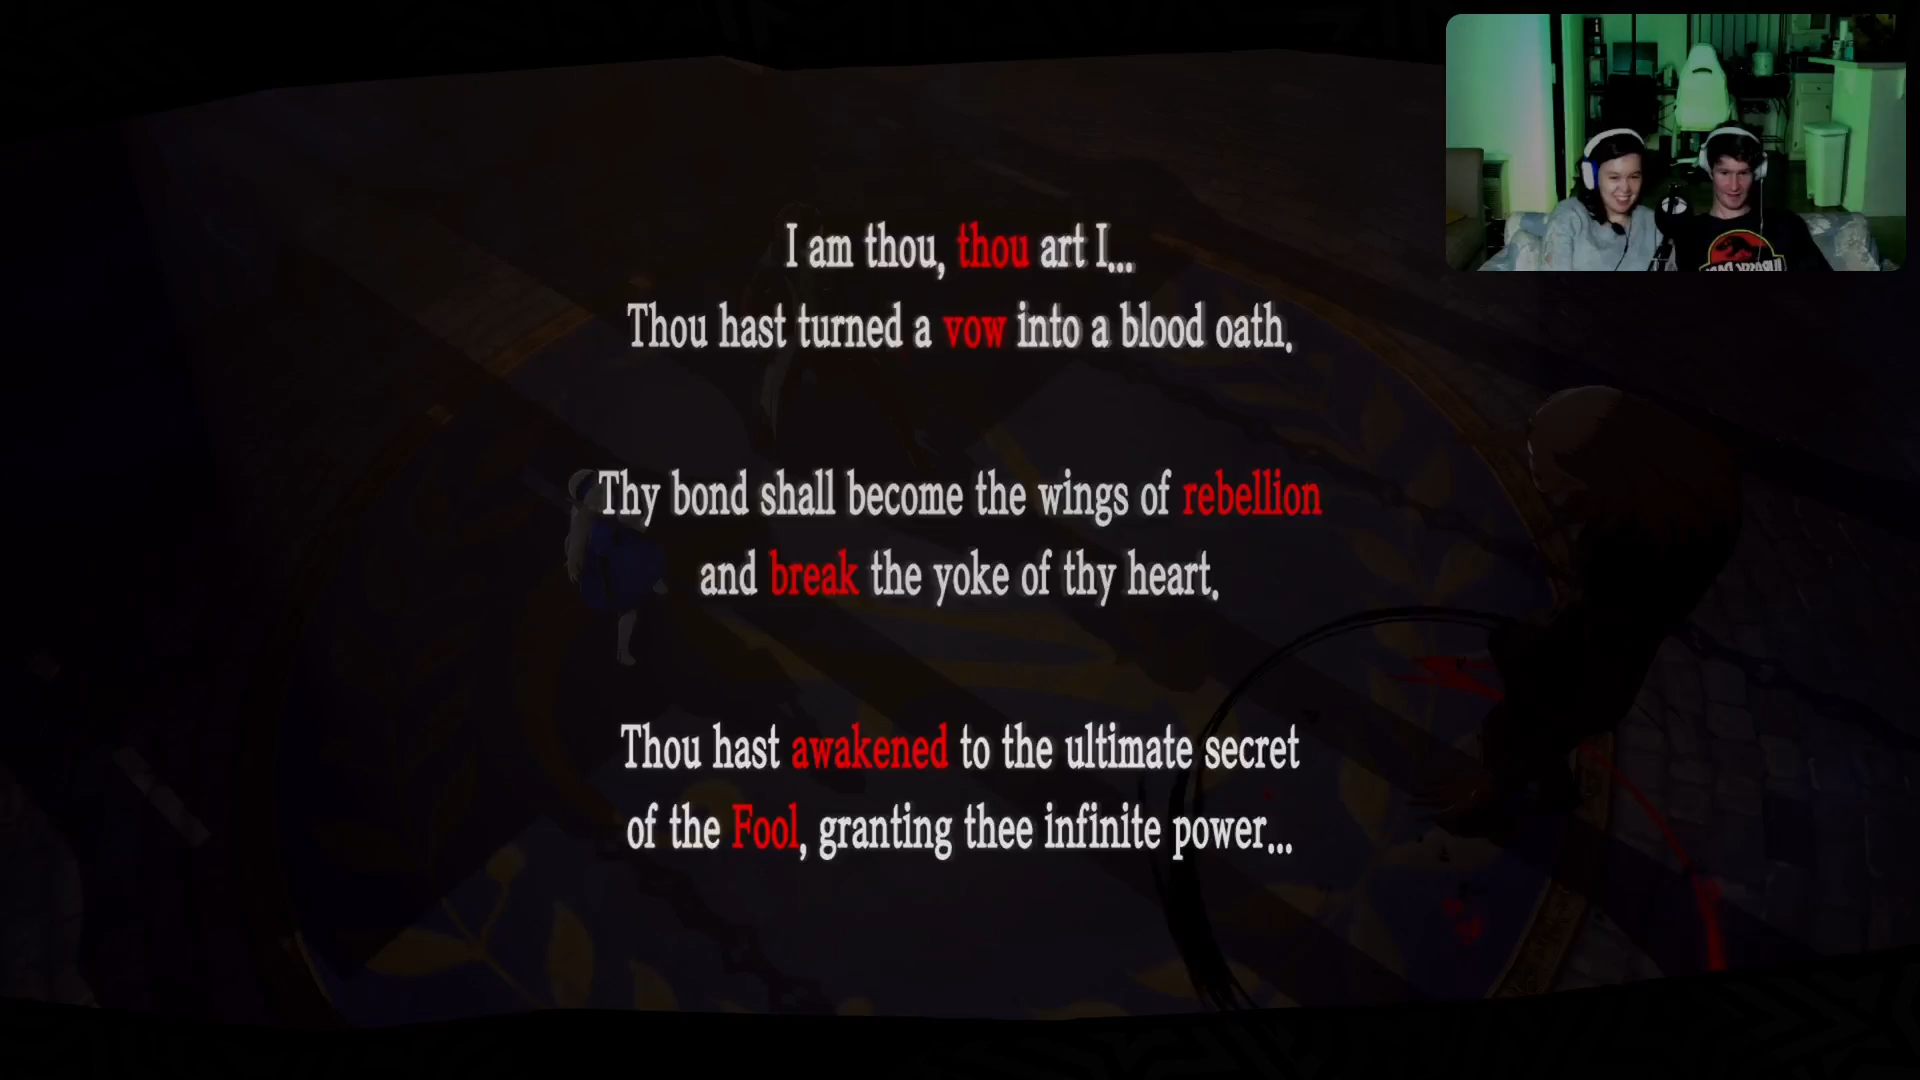 I am thou, thou art I...
Thou hast turned a vow into a blood oath.
Thy bond shall become the wings of rebellion
and break the yoke of thy heart.
Thou hast awakened to the ultimate secret
of the Fool, granting thee infinite power...